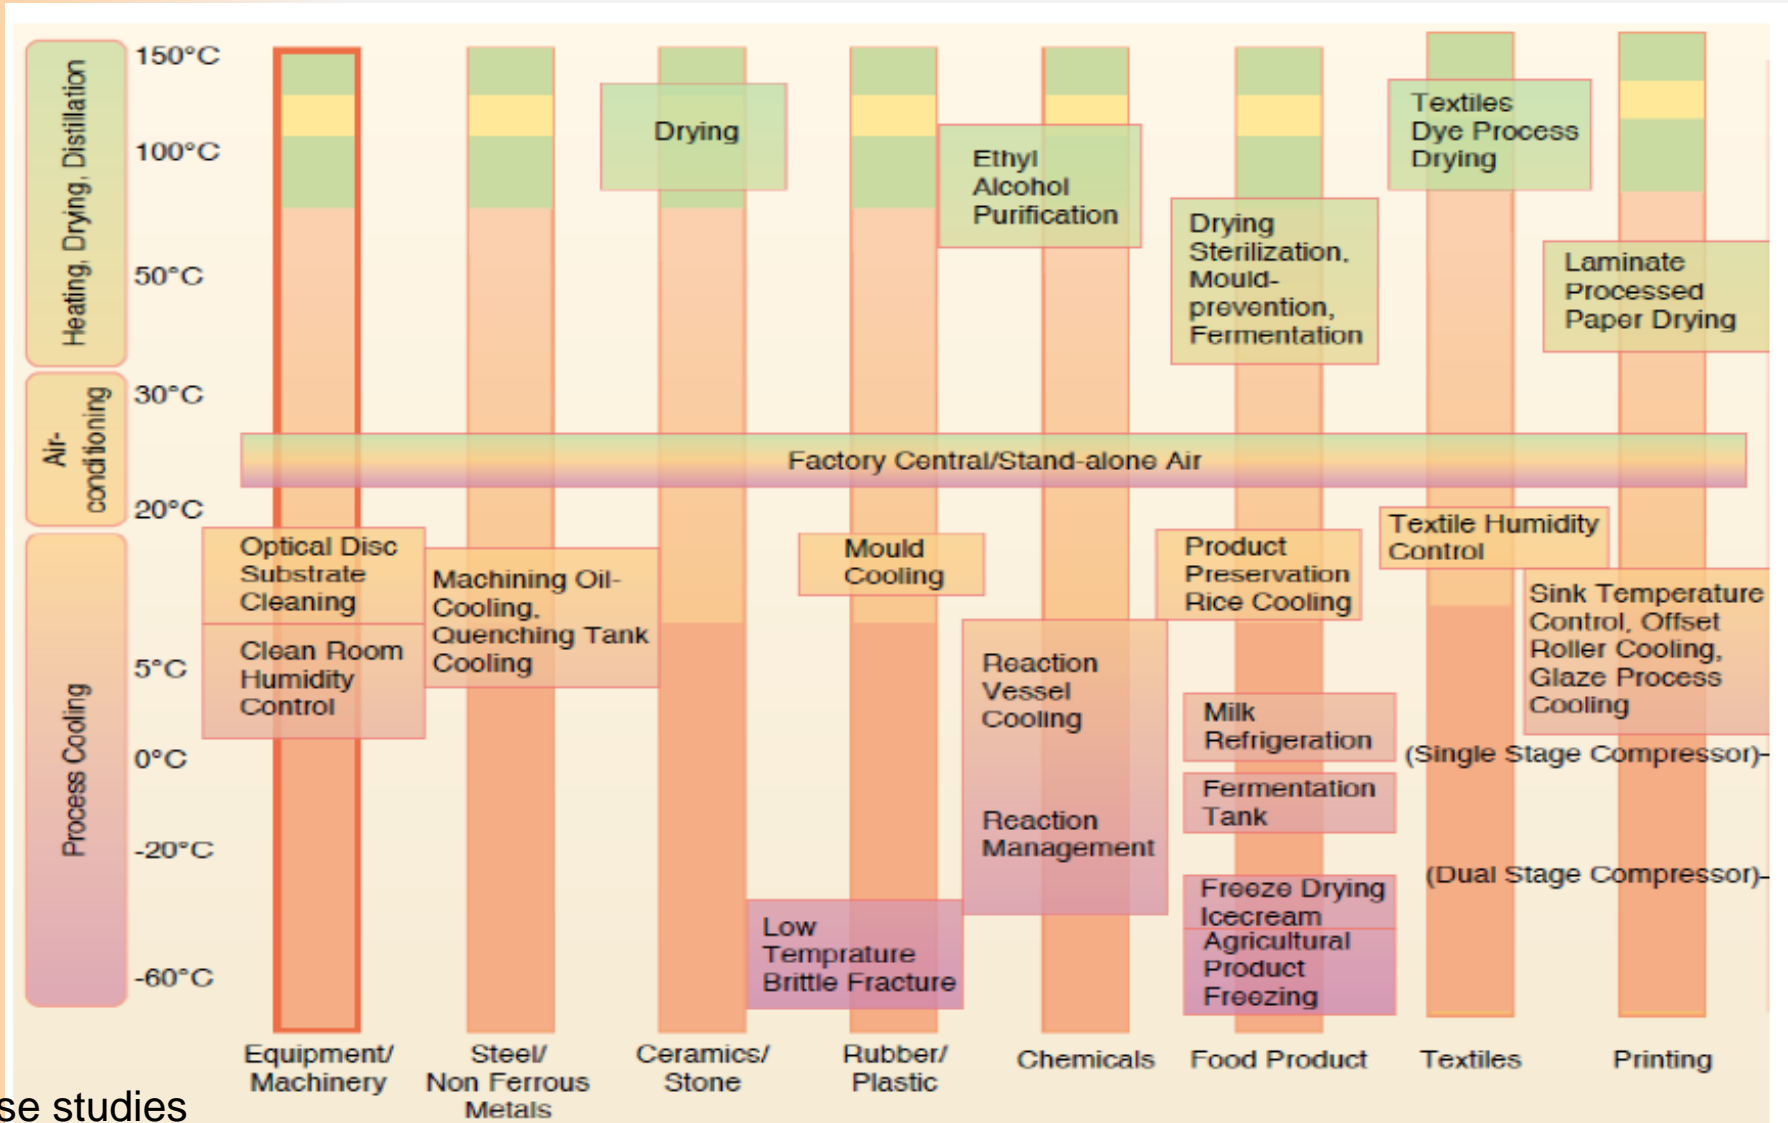 Heating, Drying, Distillation
150°C
100°C
50°C
Drying
Ethyl
Alcohol
Purification
Drying
Sterilization,
Mould-
prevention,
Fermentation
Textiles
Dye Process
Drying
Laminate
Processed
Paper Drying
Air-
conditioning
30°C
20°C
Factory Central/Stand-alone Air
Process Cooling
5°C
0°C
-20°C
-60°C
Optical Disc
Substrate
Cleaning
Clean Room
Humidity
Control
Machining Oil-
Cooling,
Quenching Tank
Cooling
Mould
Cooling
Low
Temprature
Brittle Fracture
Reaction
Vessel
Cooling
Reaction
Management
Product
Preservation
Rice Cooling
Milk
Refrigeration
Fermentation
Tank
Freeze Drying
Icecream
Agricultural
Product
Freezing
Textile Humidity
Control
Sink Temperature
Control, Offset
Roller Cooling,
Glaze Process
Cooling
(Single Stage Compressor)-
(Dual Stage Compressor)-
Equipment/
Machinery
Steel/
Non Ferrous
Metals
Ceramics/
Stone
Rubber/
Plastic
Chemicals
Food Product
Textiles
Printing
se studies